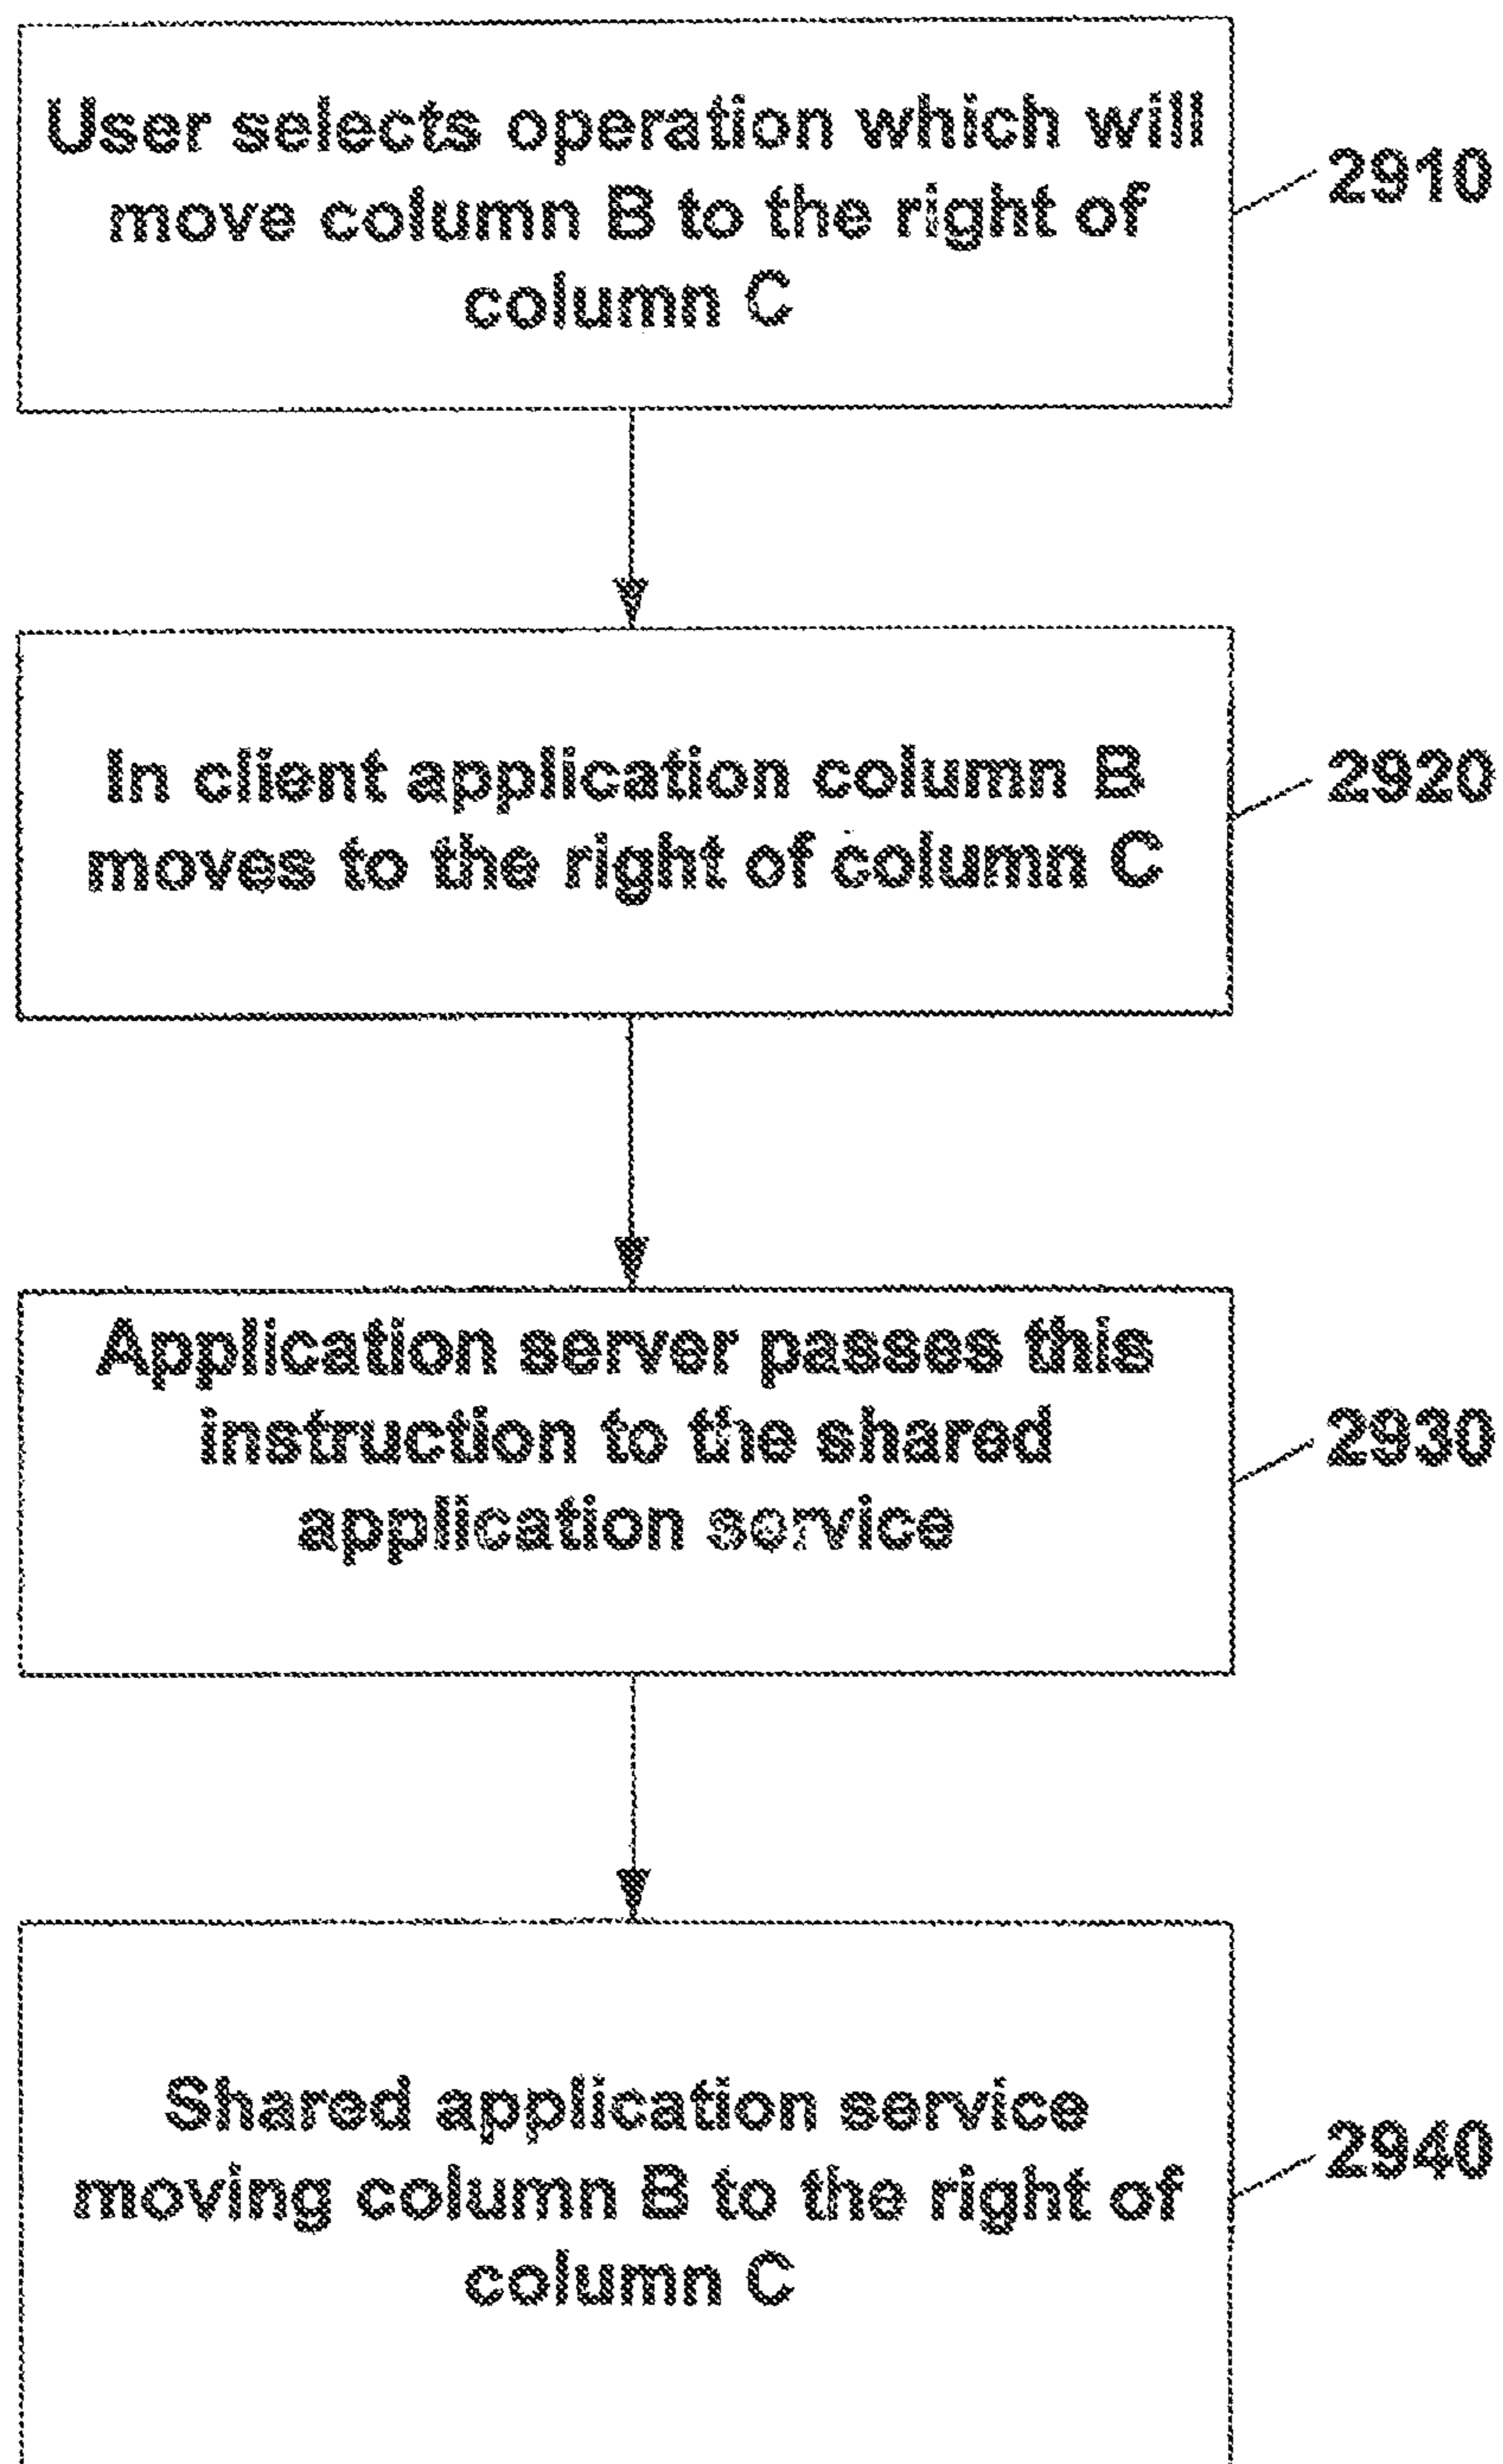 User selects operation which will
move column B to the right of
column C
2910
In client application column B
moves to the right of column C
2920
Application server passes this
instruction to the shared
application service
2930
Shared application service
moving column B to the right of
column C
2940